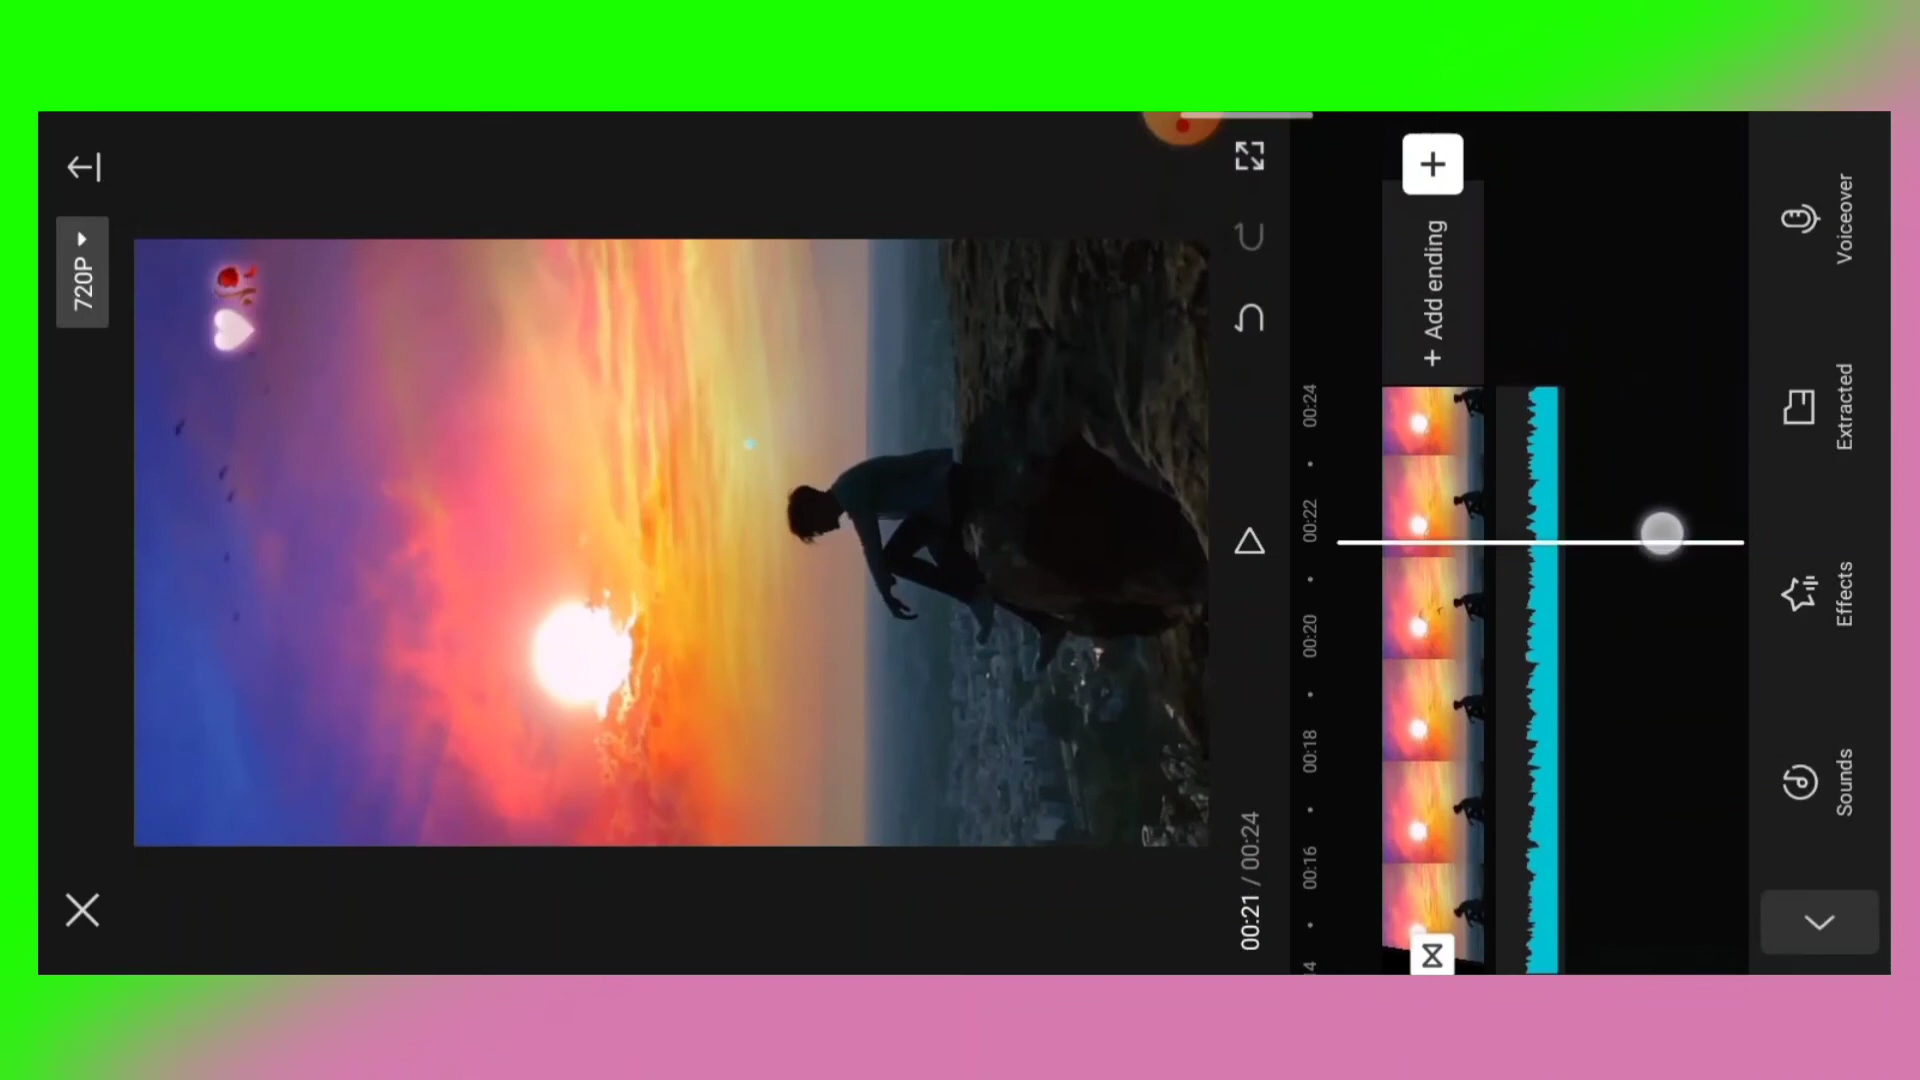 720P
00:21 / 00:24
00:16
00:18
00:20
00:22
00:24
+ Add ending
Sounds
Effects
Extracted
Voiceover